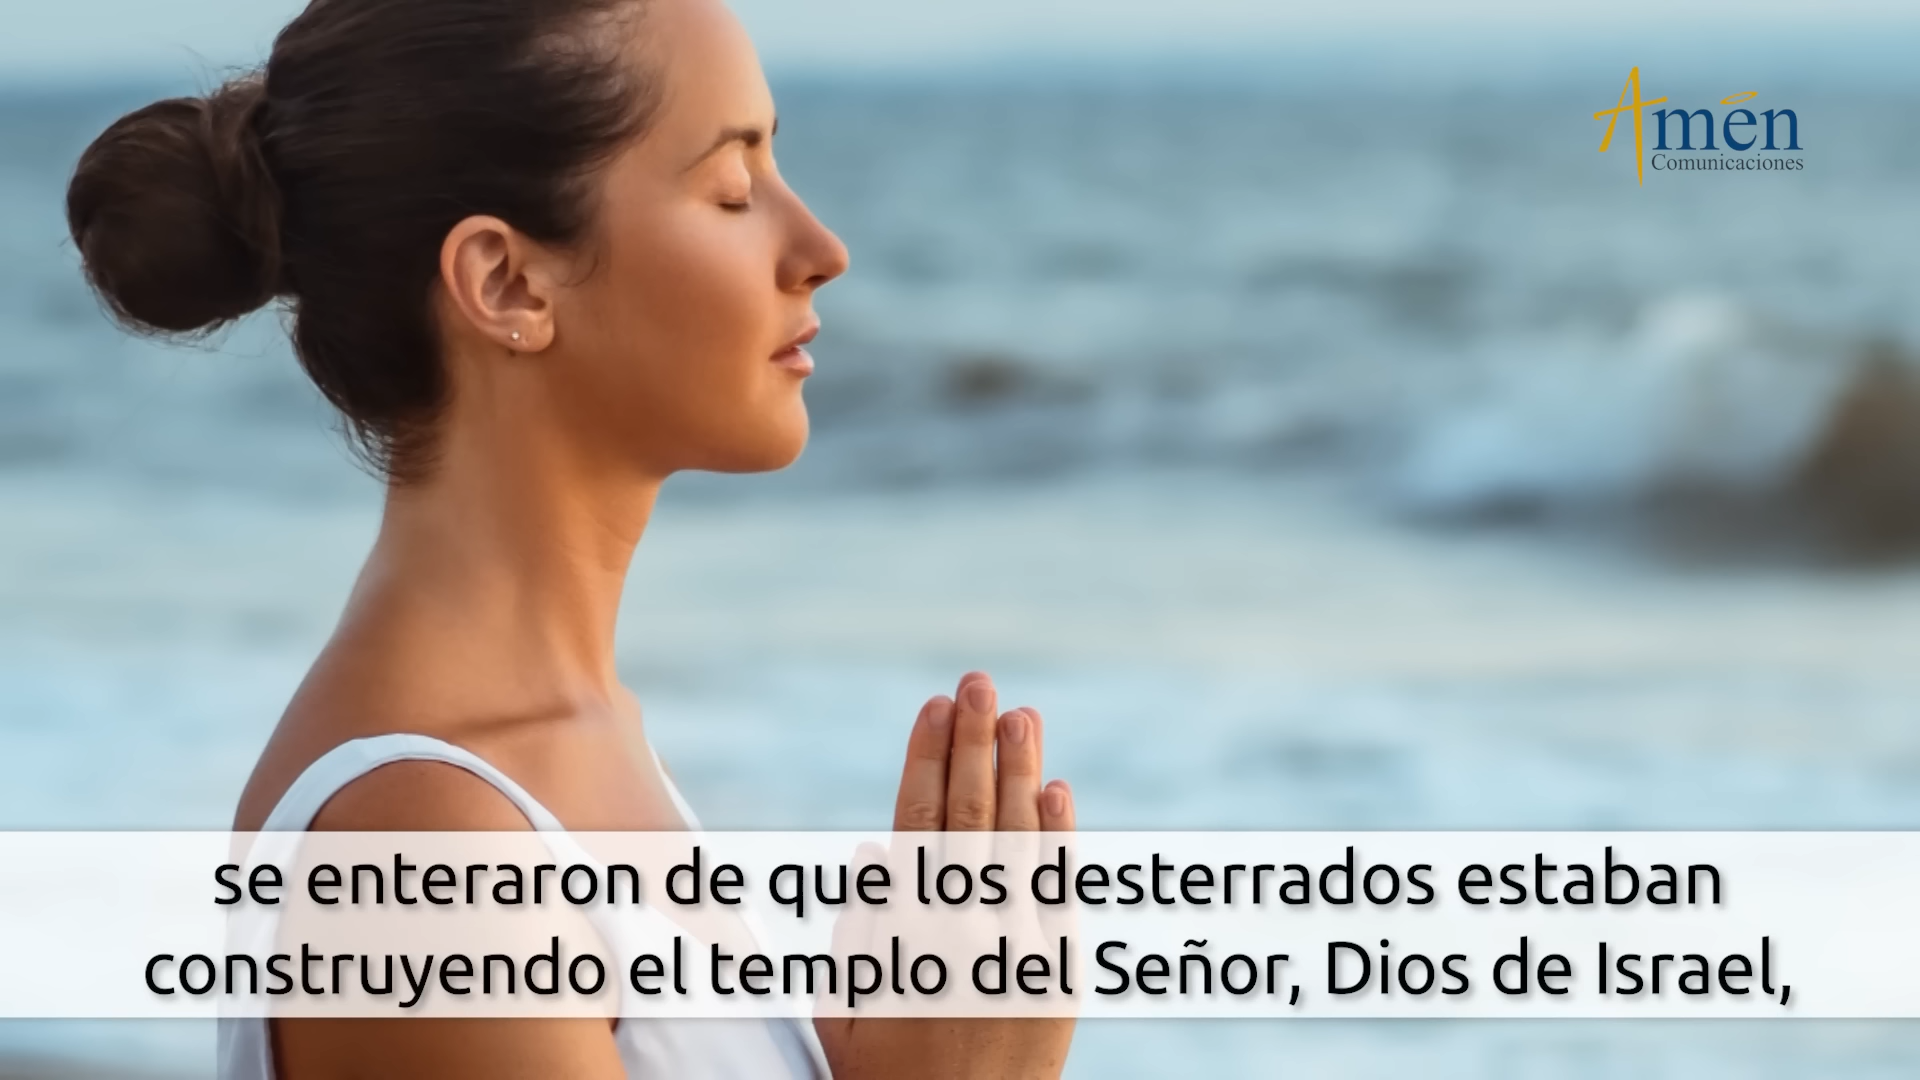 Amén
Comunicaciones
se enteraron de que los desterrados estaban
construyendo el templo del Señor, Dios de Israel,